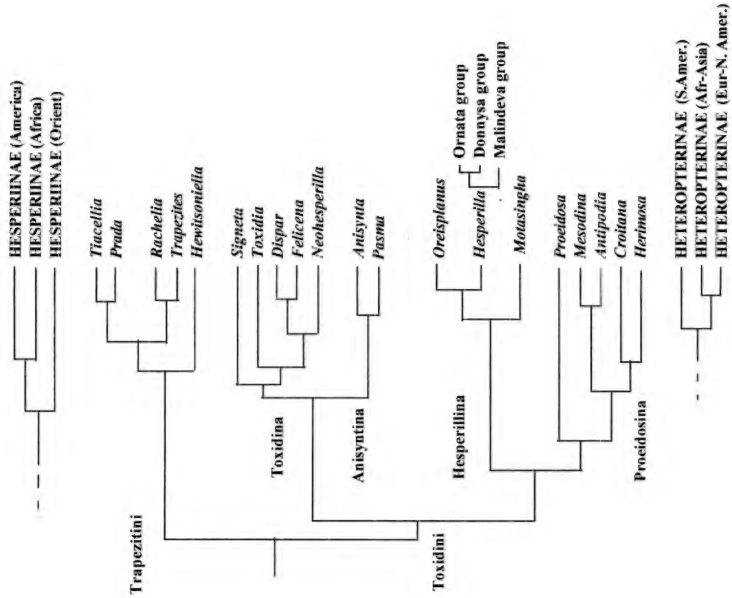 HESPERIINAE (America)
HESPERIINAE (Africa)
HESPERIINAE (Orient)
Trapezitini
Tiacellia
Prada
Rachelia
Trapezites
Hewitsoniella
Toxidini
Toxidina
Signeta
Toxidia
Dispar
Felicena
Neohesperilla
Anisyntina
Anisynta
Pasma
Hesperillina
Oreisplanus
Hesperilla
Ornata group
Donnysa group
Malindeva group
Motasingha
Proeidosina
Proeidosa
Mesodina
Antipodia
Croitana
Herimosa
HETEROPTERINAE (S.Amer.)
HETEROPTERINAE (Afr-Asia)
HETEROPTERINAE (Eur-N. Amer.)